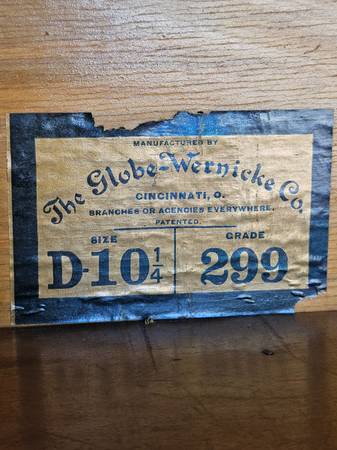 MANUFACTURED BY
The Globe-Wernicke Co.
CINCINNATI, O.
BRANCHES OR AGENCIES EVERYWHERE.
PATENTED.
SIZE GRADE
D-10 1/4 299